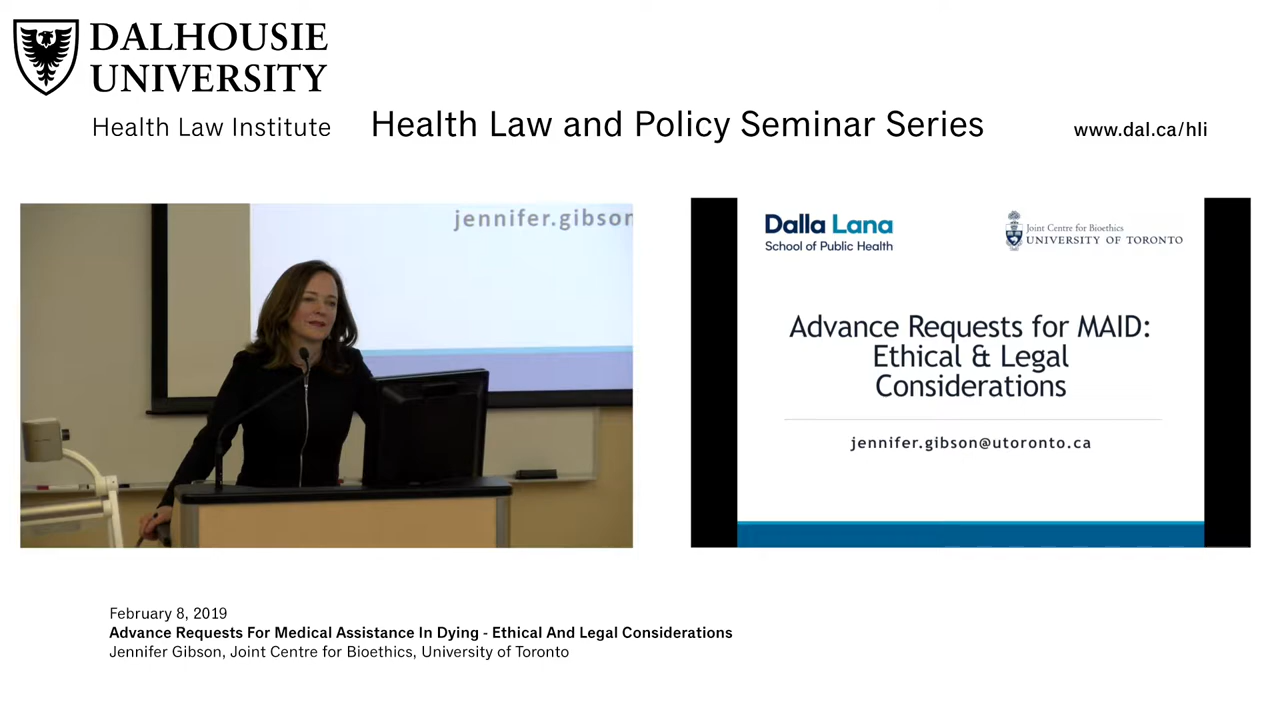 DALHOUSIE
UNIVERSITY
Health Law Institute
Health Law and Policy Seminar Series
www.dal.ca/hli
jennifer.gibson
Dalla Lana
School of Public Health
Joint Centre for Bioethics
UNIVERSITY OF TORONTO
Advance Requests for MAID:
Ethical & Legal
Considerations
jennifer.gibson@utoronto.ca
February 8, 2019
Advance Requests For Medical Assistance In Dying - Ethical And Legal Considerations
Jennifer Gibson, Joint Centre for Bioethics, University of Toronto